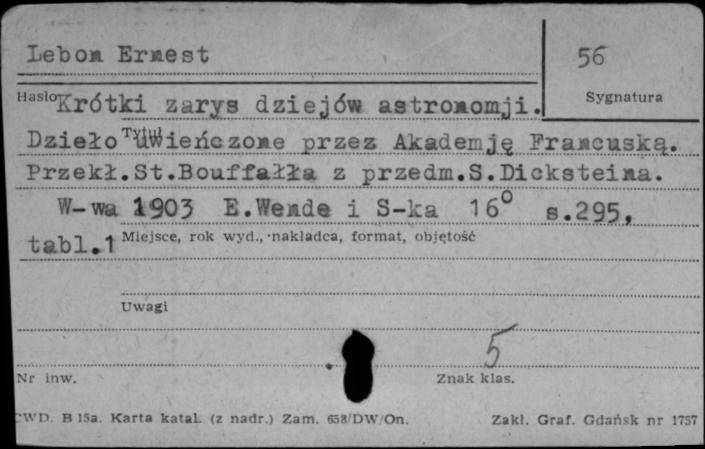 Lebon Ernest 56
Hasło Sygnatura
Krótki zarys dziejów astronomji.
Tytuł
Dzieło uwieńczone przez Akademję Francuską.
Przekł.St.Bouffałła z przedm.S.Dicksteina.
W-wa 1903 E.Wende i S-ka 16° s.295,
tabl.1 Miejsce, rok wyd., nakładca, format, objętość
Uwagi
5
Nr inw. Znak klas.
CWD. B 15a. Karta katal. (z nadr.) Zam. 658/DW/On. Zakł. Graf. Gdańsk nr 1757